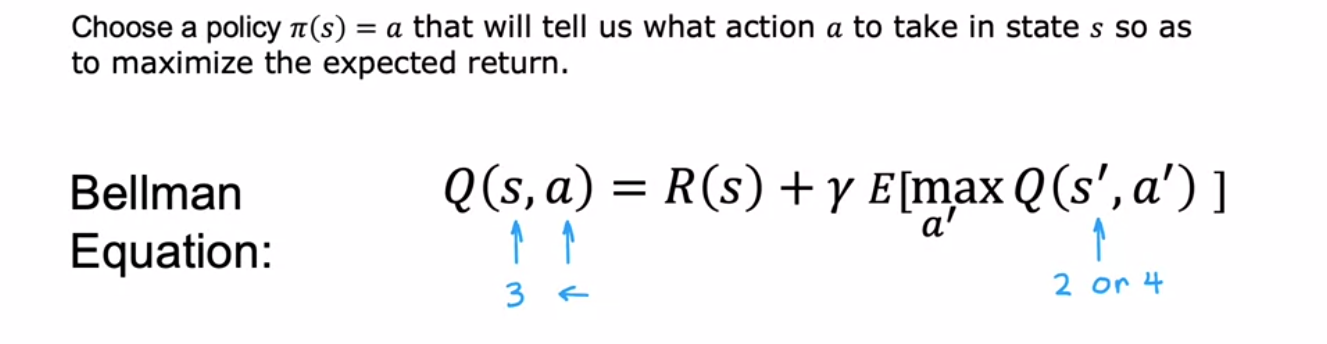 Choose a policy π(s) = a that will tell us what action a to take in state s so as
to maximize the expected return.
Bellman
Equation:
Q(s, a) = R(s) + γ E[max Q(s′, a′) ]
a′
↑ ↑ ↑
3 ← 2 or 4